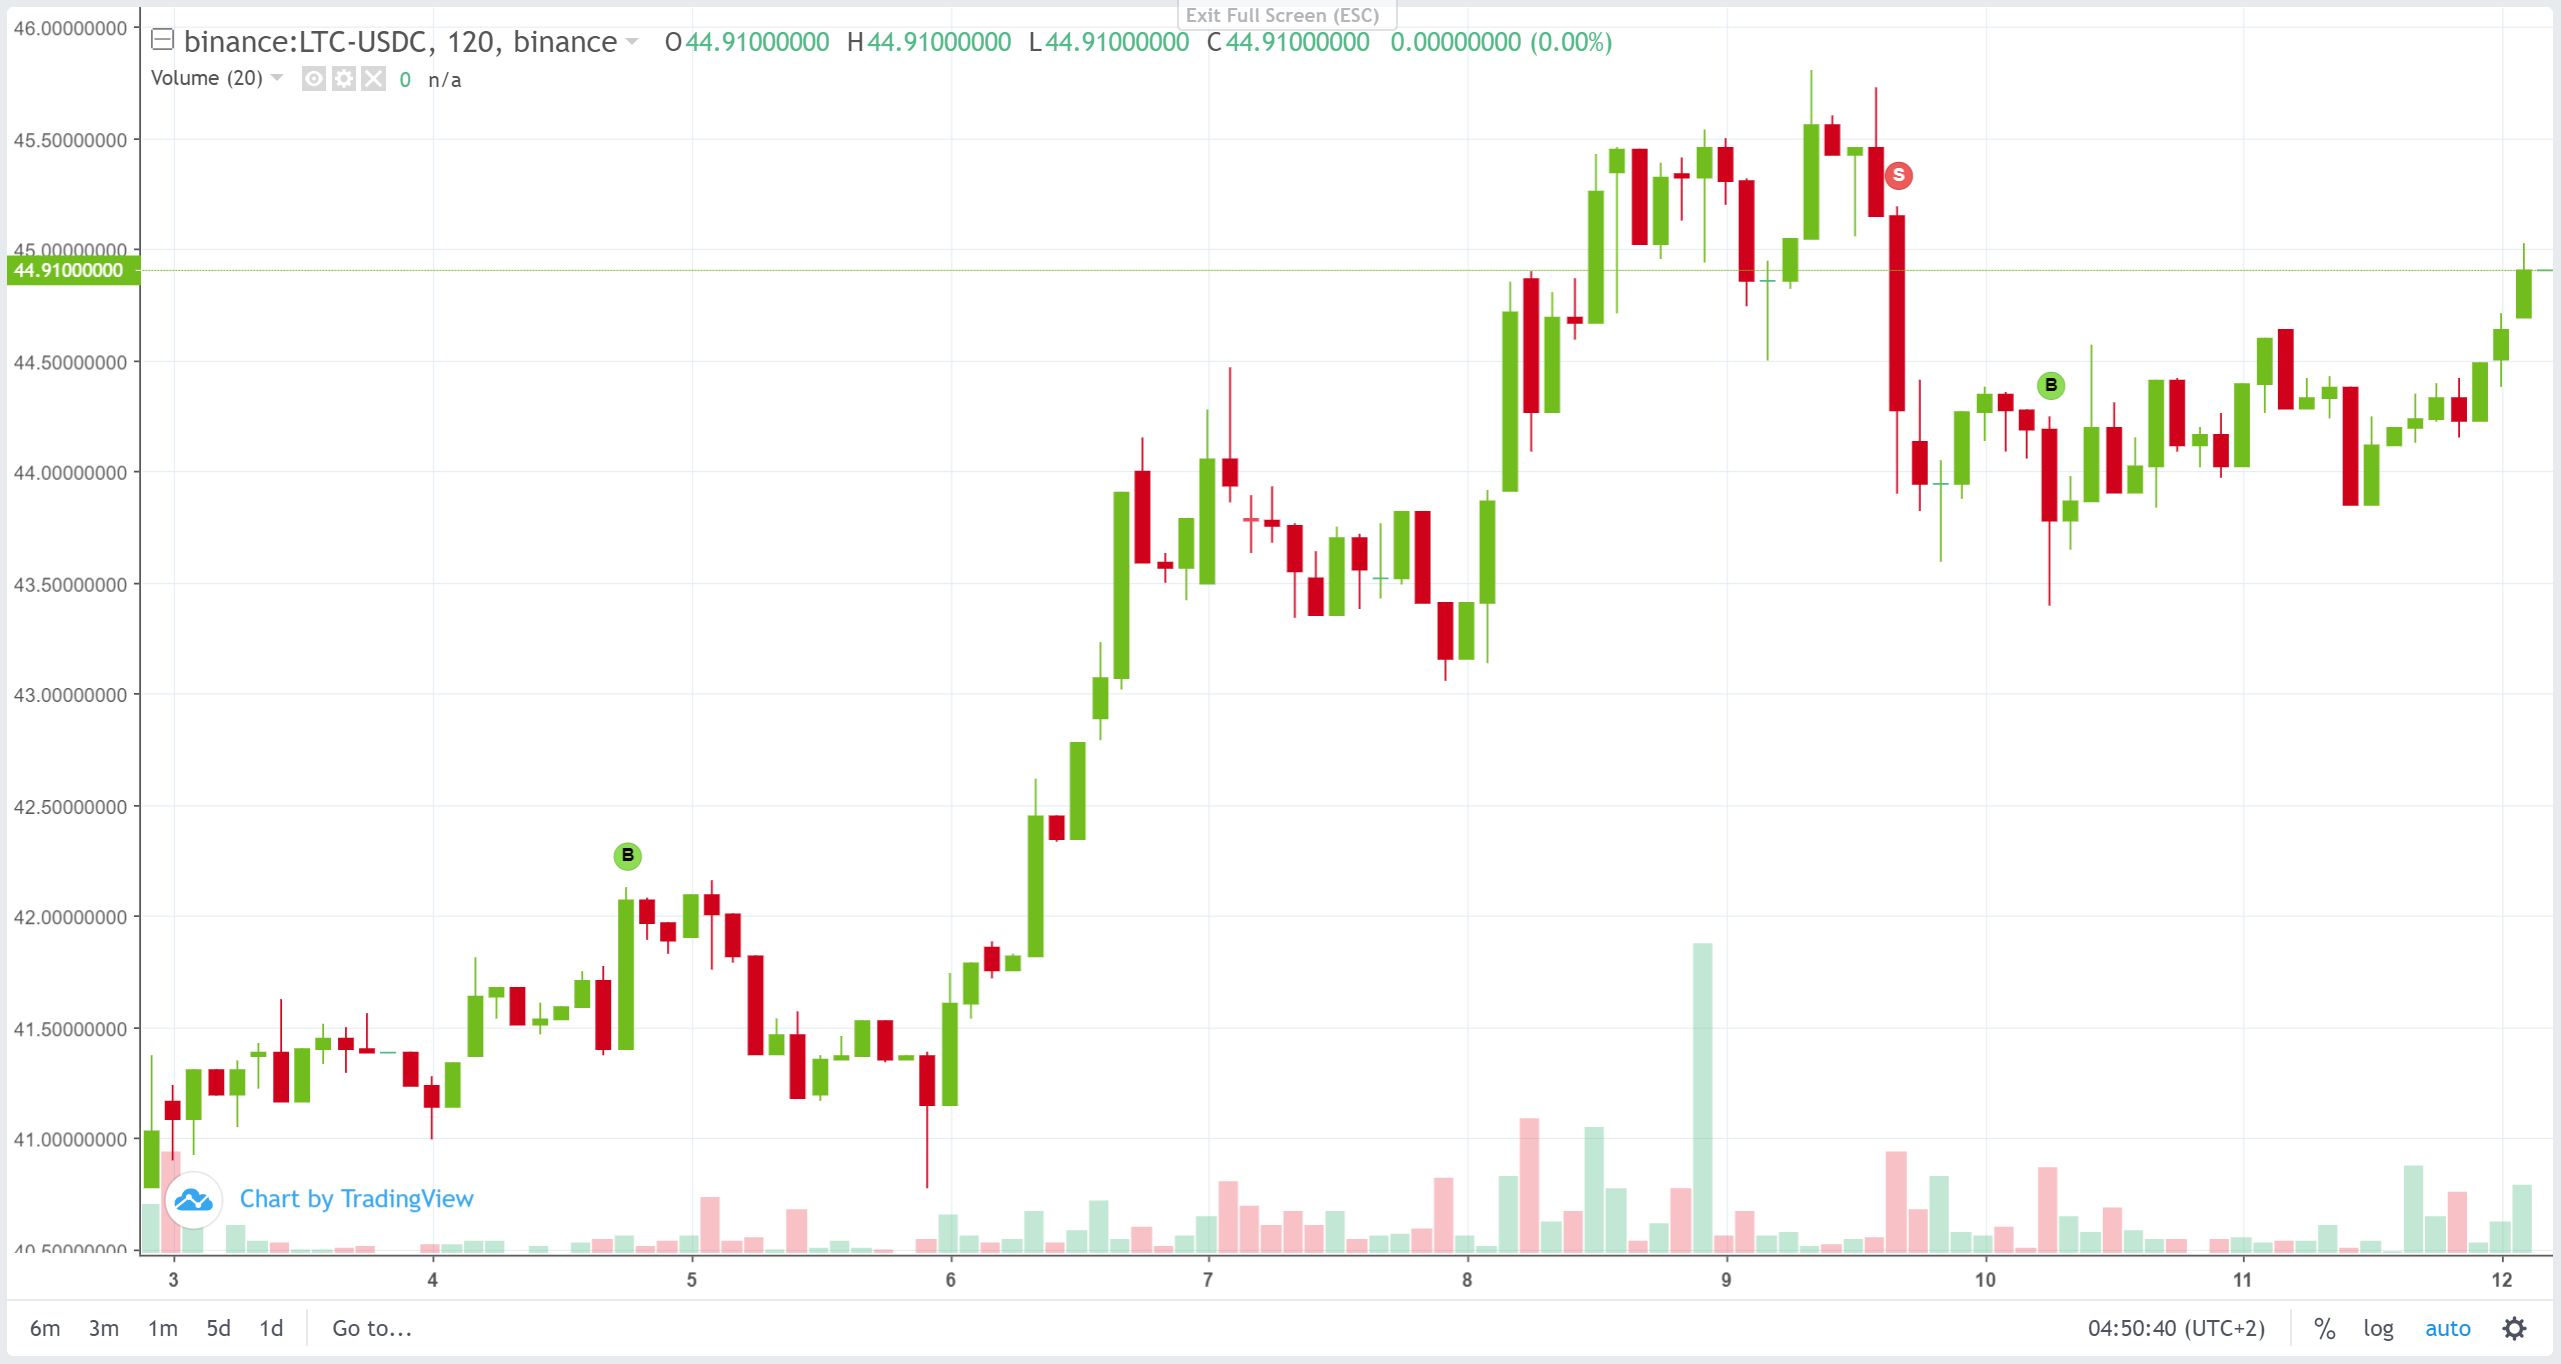 Exit Full Screen (ESC)
binance:LTC-USDC, 120, binance O44.91000000 H44.91000000 L44.91000000 C44.91000000 0.00000000 (0.00%)
Volume (20) 0 n/a
46.00000000
45.50000000
45.00000000
44.91000000
44.50000000
44.00000000
43.50000000
43.00000000
42.50000000
42.00000000
41.50000000
41.00000000
40.50000000
S
B
B
Chart by TradingView
3 4 5 6 7 8 9 10 11 12
6m 3m 1m 5d 1d Go to... 04:50:40 (UTC+2) % log auto